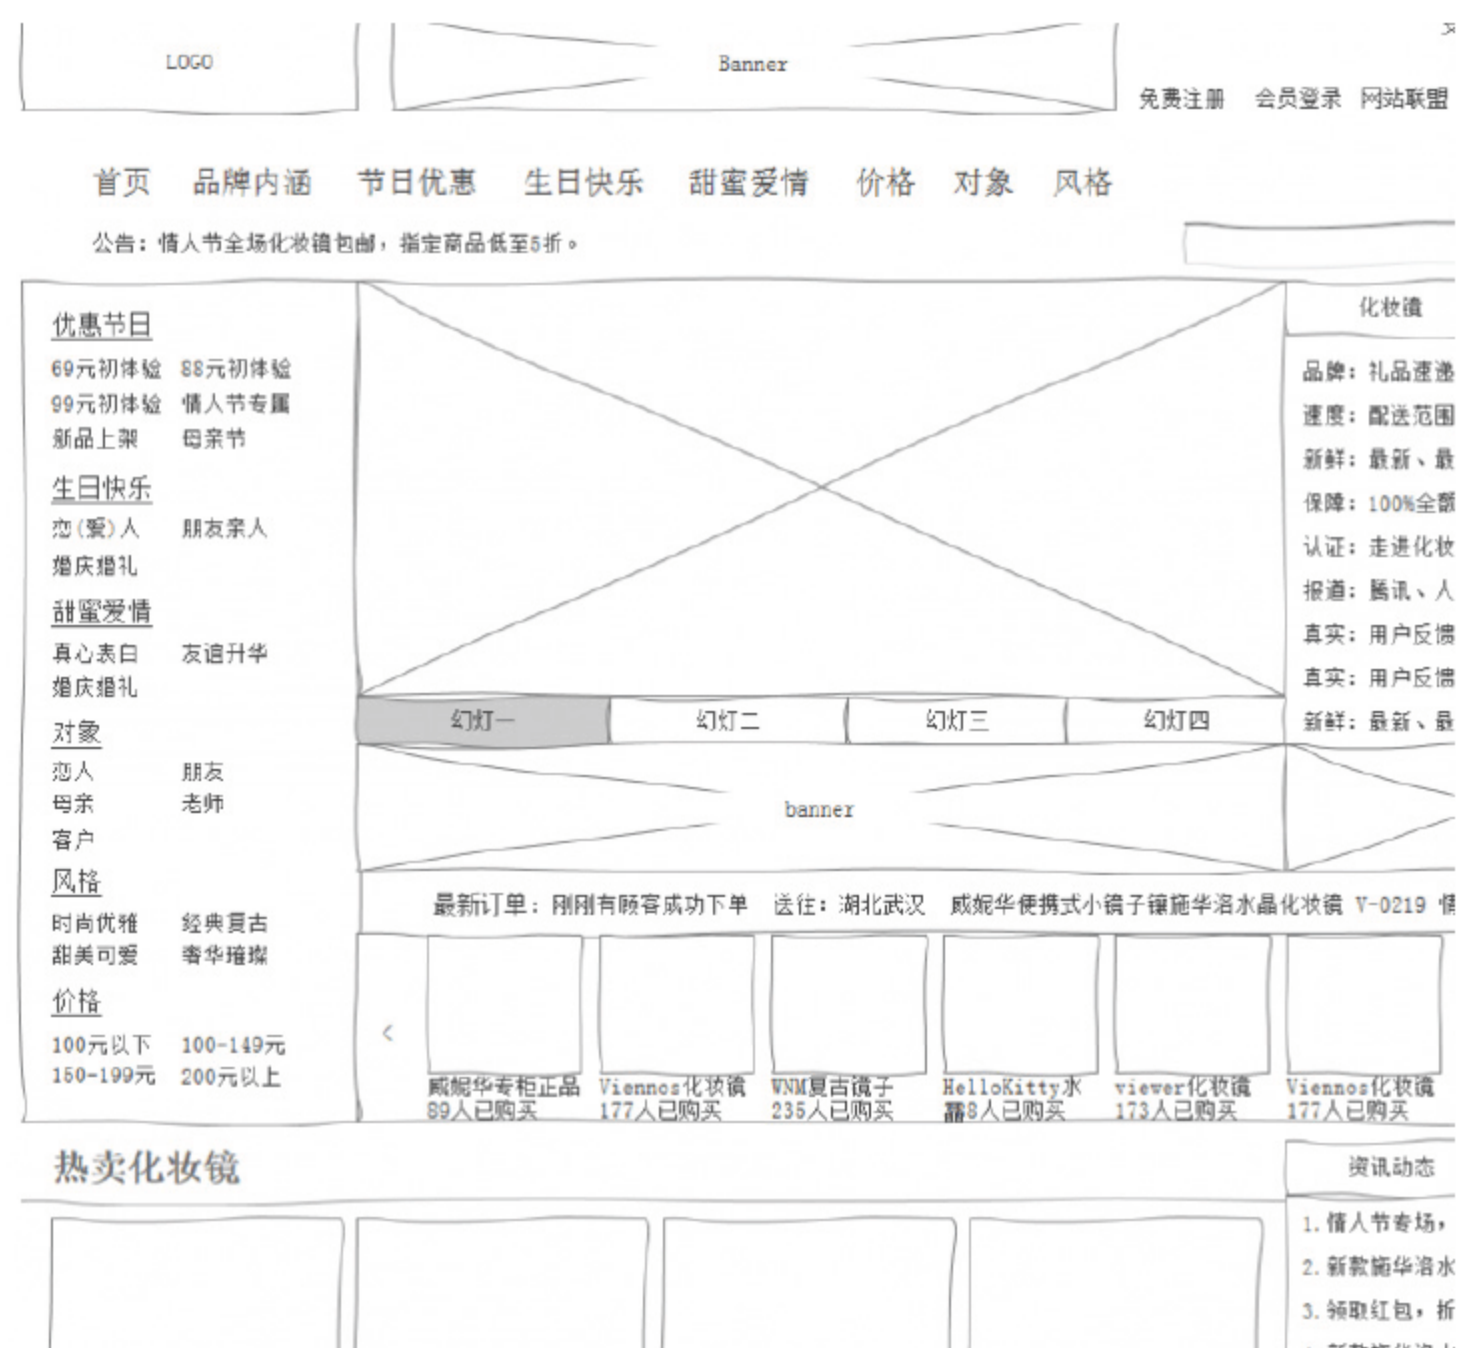 LOGO
Banner
免费注册 会员登录 网站联盟
首页 品牌内涵 节日优惠 生日快乐 甜蜜爱情 价格 对象 风格
公告：情人节全场化妆镜包邮，指定商品低至5折。
优惠节日
69元初体验 88元初体验
99元初体验 情人节专属
新品上架 母亲节
生日快乐
恋(爱)人 朋友亲人
婚庆婚礼
甜蜜爱情
真心表白 友谊升华
婚庆婚礼
对象
恋人 朋友
母亲 老师
客户
风格
时尚优雅 经典复古
甜美可爱 奢华璀璨
价格
100元以下 100-149元
150-199元 200元以上
幻灯一 幻灯二 幻灯三 幻灯四
化妆镜
品牌：礼品速递
速度：配送范围
新鲜：最新、最
保障：100%全额
认证：走进化妆
报道：腾讯、人
真实：用户反馈
真实：用户反馈
新鲜：最新、最
banner
最新订单：刚刚有顾客成功下单 送往：湖北武汉 威妮华便携式小镜子镶施华洛水晶化妆镜 V-0219 情
<
威妮华专柜正品 Viennos化妆镜 WNM复古镜子 HelloKitty水 viewer化妆镜 Viennos化妆镜
89人已购买 177人已购买 235人已购买 8人已购买 173人已购买 177人已购买
热卖化妆镜
资讯动态
1.情人节专场，
2.新款施华洛水
3.领取红包，折